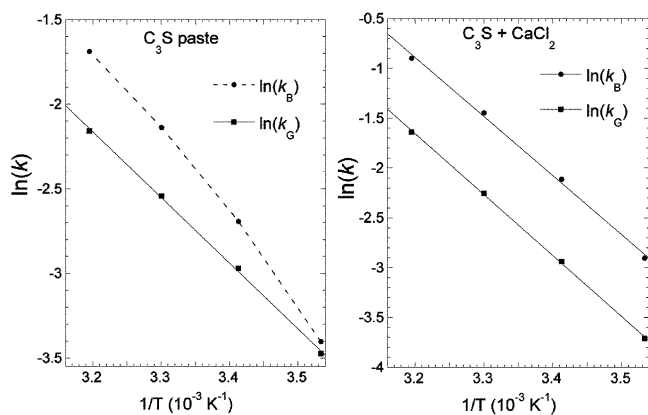 C3S paste
ln(kB)
ln(kG)
ln(k)
-1.5
-2
-2.5
-3
-3.5
3.2
3.3
3.4
3.5
1/T (10-3 K-1)
C3S + CaCl2
ln(kB)
ln(kG)
ln(k)
-0.5
-1
-1.5
-2
-2.5
-3
-3.5
-4
3.2
3.3
3.4
3.5
1/T (10-3 K-1)